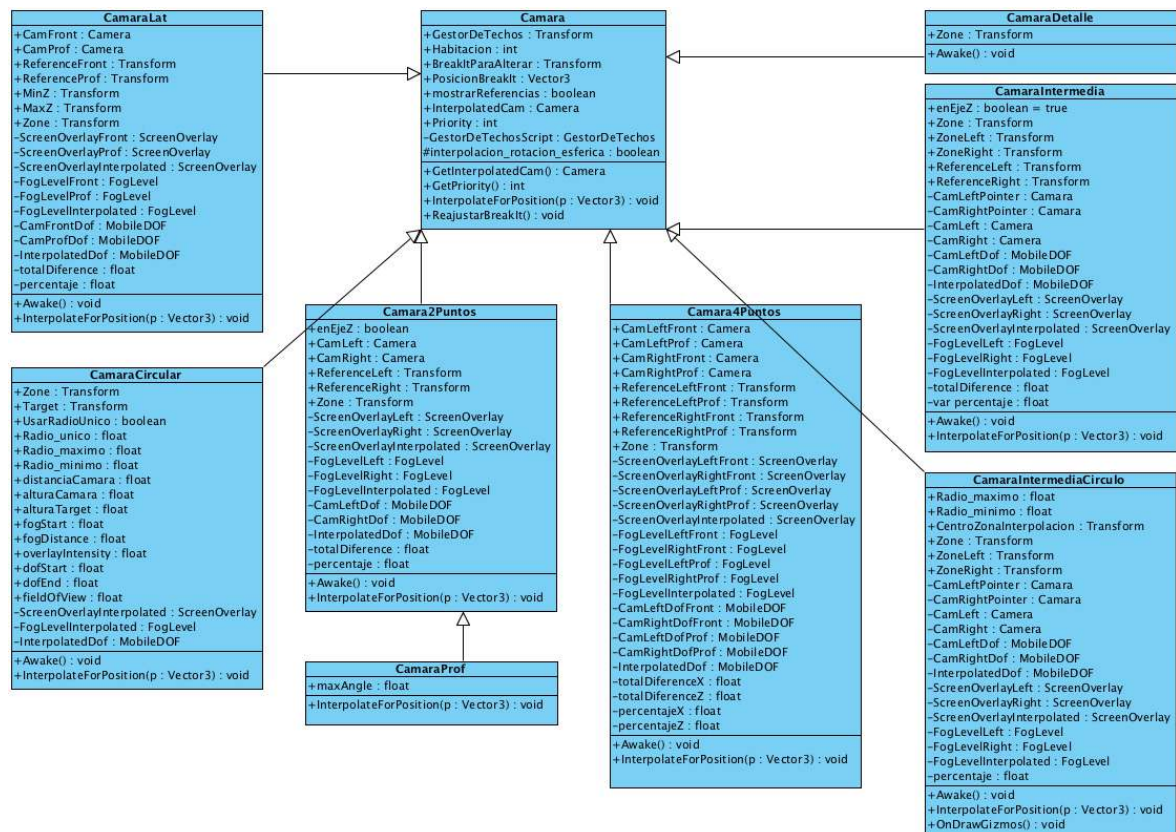 CamaraLat
+CamFront : Camera
+CamProf : Camera
+ReferenceFront : Transform
+ReferenceProf : Transform
+MinZ : Transform
+MaxZ : Transform
+Zone : Transform
-ScreenOverlayFront : ScreenOverlay
-ScreenOverlayProf : ScreenOverlay
-ScreenOverlayInterpolated : ScreenOverlay
-FogLevelFront : FogLevel
-FogLevelProf : FogLevel
-FogLevelInterpolated : FogLevel
-CamFrontDof : MobileDOF
-CamProfDof : MobileDOF
-InterpolatedDof : MobileDOF
-totalDiference : float
-percentaje : float
+Awake() : void
+InterpolateForPosition(p : Vector3) : void
Camara
+GestorDeTechos : Transform
+Habitacion : int
+BreakItParaAlterar : Transform
+PosicionBreakIt : Vector3
+mostrarReferencias : boolean
+InterpolatedCam : Camera
+Priority : int
-GestorDeTechosScript : GestorDeTechos
#interpolacion_rotacion_esferica : boolean
+GetInterpolatedCam() : Camera
+GetPriority() : int
+InterpolateForPosition(p : Vector3) : void
+ReajustarBreakIt() : void
CamaraDetalle
+Zone : Transform
+Awake() : void
CamaraIntermedia
+enEjeZ : boolean = true
+Zone : Transform
+ZoneLeft : Transform
+ZoneRight : Transform
+ReferenceLeft : Transform
+ReferenceRight : Transform
-CamLeftPointer : Camara
-CamRightPointer : Camara
-CamLeft : Camera
-CamRight : Camera
-CamLeftDof : MobileDOF
-CamRightDof : MobileDOF
-InterpolatedDof : MobileDOF
-ScreenOverlayLeft : ScreenOverlay
-ScreenOverlayRight : ScreenOverlay
-ScreenOverlayInterpolated : ScreenOverlay
-FogLevelLeft : FogLevel
-FogLevelRight : FogLevel
-FogLevelInterpolated : FogLevel
-totalDiference : float
-var percentaje : float
+Awake() : void
+InterpolateForPosition(p : Vector3) : void
CamaraCircular
+Zone : Transform
+Target : Transform
+UsarRadioUnico : boolean
+Radio_unico : float
+Radio_maximo : float
+Radio_minimo : float
+distanciaCamara : float
+alturaCamara : float
+alturaTarget : float
+fogStart : float
+fogDistance : float
+overlayIntensity : float
+dofStart : float
+dofEnd : float
+fieldOfView : float
-ScreenOverlayInterpolated : ScreenOverlay
-FogLevelInterpolated : FogLevel
-InterpolatedDof : MobileDOF
+Awake() : void
+InterpolateForPosition(p : Vector3) : void
Camara2Puntos
+enEjeZ : boolean
+CamLeft : Camera
+CamRight : Camera
+ReferenceLeft : Transform
+ReferenceRight : Transform
+Zone : Transform
-ScreenOverlayLeft : ScreenOverlay
-ScreenOverlayRight : ScreenOverlay
-ScreenOverlayInterpolated : ScreenOverlay
-FogLevelLeft : FogLevel
-FogLevelRight : FogLevel
-FogLevelInterpolated : FogLevel
-CamLeftDof : MobileDOF
-CamRightDof : MobileDOF
-InterpolatedDof : MobileDOF
-totalDiference : float
-percentaje : float
+Awake() : void
+InterpolateForPosition(p : Vector3) : void
CamaraProf
+maxAngle : float
+InterpolateForPosition(p : Vector3) : void
Camara4Puntos
+CamLeftFront : Camera
+CamLeftProf : Camera
+CamRightFront : Camera
+CamRightProf : Camera
+ReferenceLeftFront : Transform
+ReferenceLeftProf : Transform
+ReferenceRightFront : Transform
+ReferenceRightProf : Transform
+Zone : Transform
-ScreenOverlayLeftFront : ScreenOverlay
-ScreenOverlayRightFront : ScreenOverlay
-ScreenOverlayLeftProf : ScreenOverlay
-ScreenOverlayRightProf : ScreenOverlay
-ScreenOverlayInterpolated : ScreenOverlay
-FogLevelLeftFront : FogLevel
-FogLevelRightFront : FogLevel
-FogLevelLeftProf : FogLevel
-FogLevelRightProf : FogLevel
-FogLevelInterpolated : FogLevel
-CamLeftDofFront : MobileDOF
-CamRightDofFront : MobileDOF
-CamLeftDofProf : MobileDOF
-CamRightDofProf : MobileDOF
-InterpolatedDof : MobileDOF
-totalDiferenceX : float
-totalDiferenceZ : float
-percentajeX : float
-percentajeZ : float
+Awake() : void
+InterpolateForPosition(p : Vector3) : void
CamaraIntermediaCirculo
+Radio_maximo : float
+Radio_minimo : float
+CentroZonaInterpolacion : Transform
+Zone : Transform
+ZoneLeft : Transform
+ZoneRight : Transform
-CamLeftPointer : Camara
-CamRightPointer : Camara
-CamLeft : Camera
-CamRight : Camera
-CamLeftDof : MobileDOF
-CamRightDof : MobileDOF
-InterpolatedDof : MobileDOF
-ScreenOverlayLeft : ScreenOverlay
-ScreenOverlayRight : ScreenOverlay
-ScreenOverlayInterpolated : ScreenOverlay
-FogLevelLeft : FogLevel
-FogLevelRight : FogLevel
-FogLevelInterpolated : FogLevel
-percentaje : float
+Awake() : void
+InterpolateForPosition(p : Vector3) : void
+OnDrawGizmos() : void